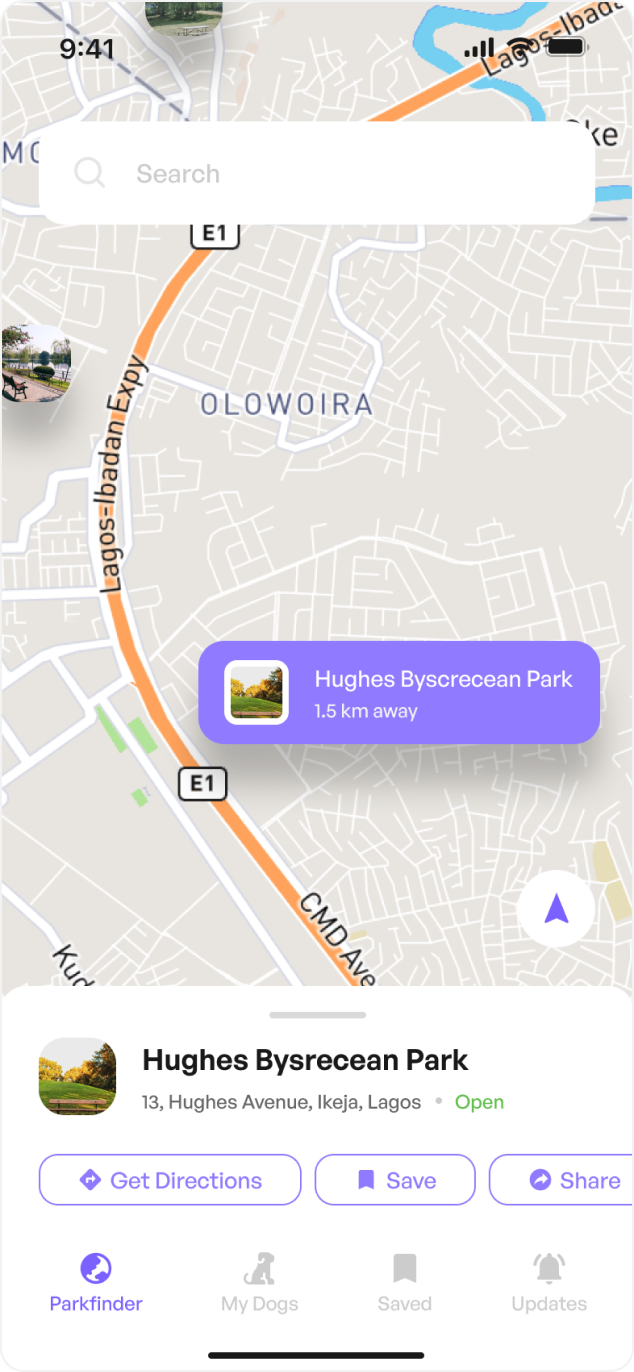 9:41
Lagos-Ibadt
Oke
MO
Search
E1
OLOWOIRA
Lagos-Ibadan Expy
Hughes Byscrecean Park
1.5 km away
E1
CMD Ave
Kud
Hughes Bysrecean Park
13, Hughes Avenue, Ikeja, Lagos • Open
Get Directions
Save
Share
Parkfinder
My Dogs
Saved
Updates